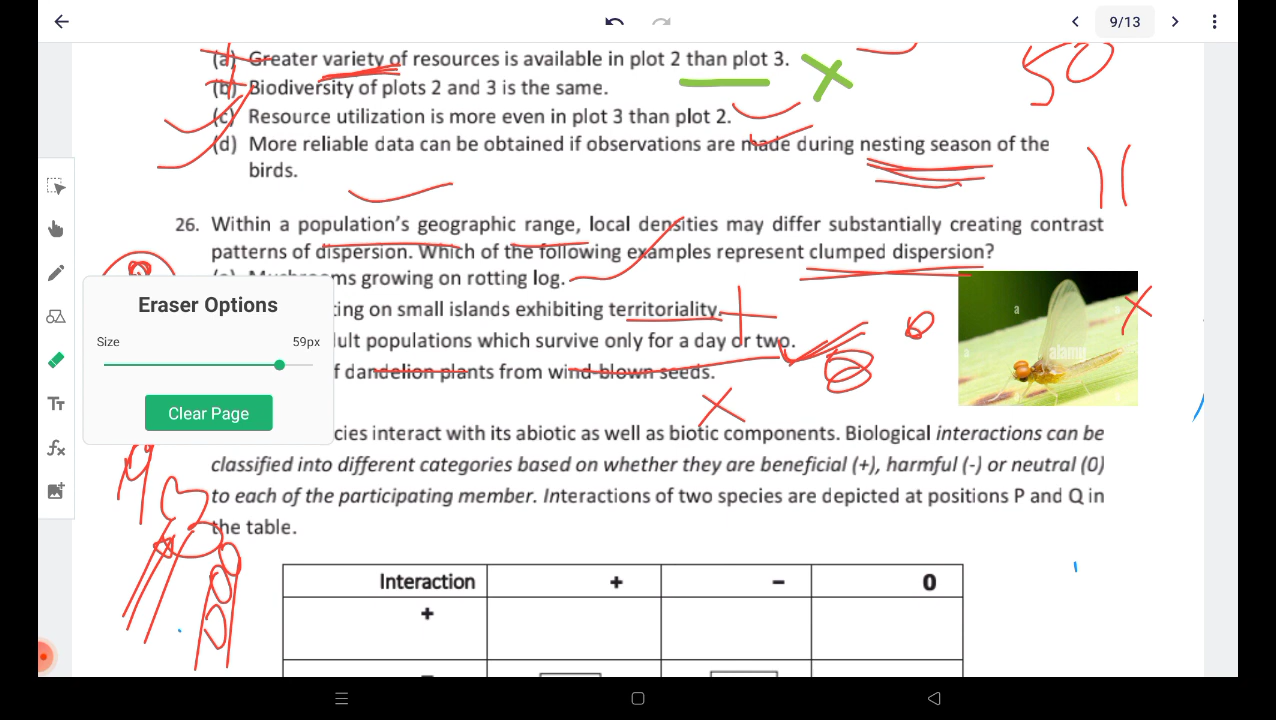 9/13
(a) Greater variety of resources is available in plot 2 than plot 3.
(b) Biodiversity of plots 2 and 3 is the same.
(c) Resource utilization is more even in plot 3 than plot 2.
(d) More reliable data can be obtained if observations are made during nesting season of the
birds.
50
26. Within a population's geographic range, local densities may differ substantially creating contrast
patterns of dispersion. Which of the following examples represent clumped dispersion?
ms growing on rotting log.
ting on small islands exhibiting territoriality.
ult populations which survive only for a day or two.
f dandelion plants from wind-blown seeds.
a
a
alamy
Eraser Options
Size 59px
Clear Page
Tт
fx
cies interact with its abiotic as well as biotic components. Biological interactions can be
classified into different categories based on whether they are beneficial (+), harmful (-) or neutral (0)
to each of the participating member. Interactions of two species are depicted at positions P and Q in
the table.
Interaction + − 0
+
−